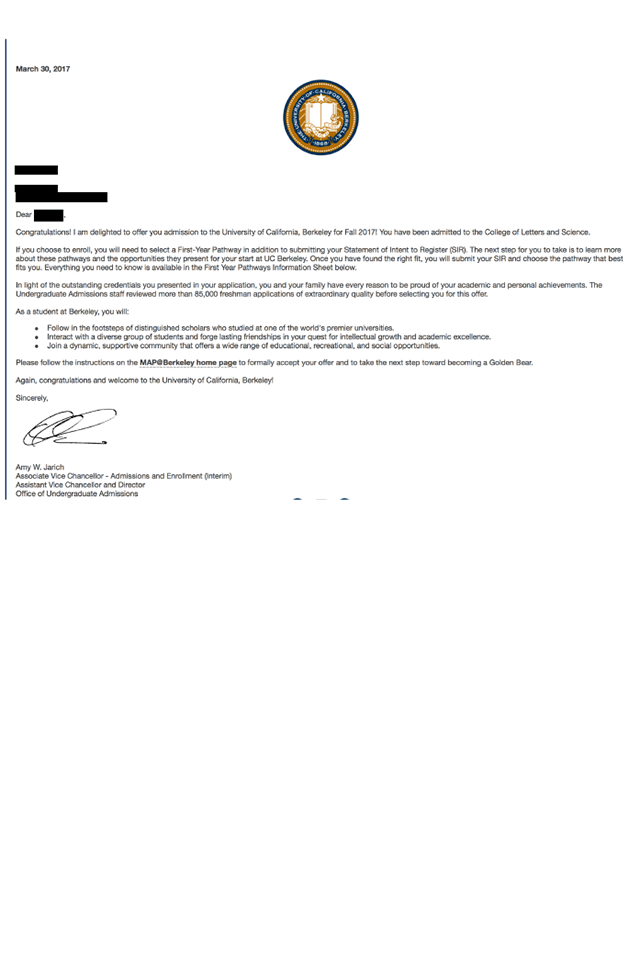 March 30, 2017
THE UNIVERSITY OF CALIFORNIA BERKELEY
1868
Dear ,
Congratulations! I am delighted to offer you admission to the University of California, Berkeley for Fall 2017! You have been admitted to the College of Letters and Science.
If you choose to enroll, you will need to select a First-Year Pathway in addition to submitting your Statement of Intent to Register (SIR). The next step for you to take is to learn more
about these pathways and the opportunities they present for your start at UC Berkeley. Once you have found the right fit, you will submit your SIR and choose the pathway that best
fits you. Everything you need to know is available in the First Year Pathways Information Sheet below.
In light of the outstanding credentials you presented in your application, you and your family have every reason to be proud of your academic and personal achievements. The
Undergraduate Admissions staff reviewed more than 85,000 freshman applications of extraordinary quality before selecting you for this offer.
As a student at Berkeley, you will:
● Follow in the footsteps of distinguished scholars who studied at one of the world's premier universities.
● Interact with a diverse group of students and forge lasting friendships in your quest for intellectual growth and academic excellence.
● Join a dynamic, supportive community that offers a wide range of educational, recreational, and social opportunities.
Please follow the instructions on the MAP@Berkeley home page to formally accept your offer and to take the next step toward becoming a Golden Bear.
Again, congratulations and welcome to the University of California, Berkeley!
Sincerely,
Amy W. Jarich
Associate Vice Chancellor - Admissions and Enrollment (Interim)
Assistant Vice Chancellor and Director
Office of Undergraduate Admissions